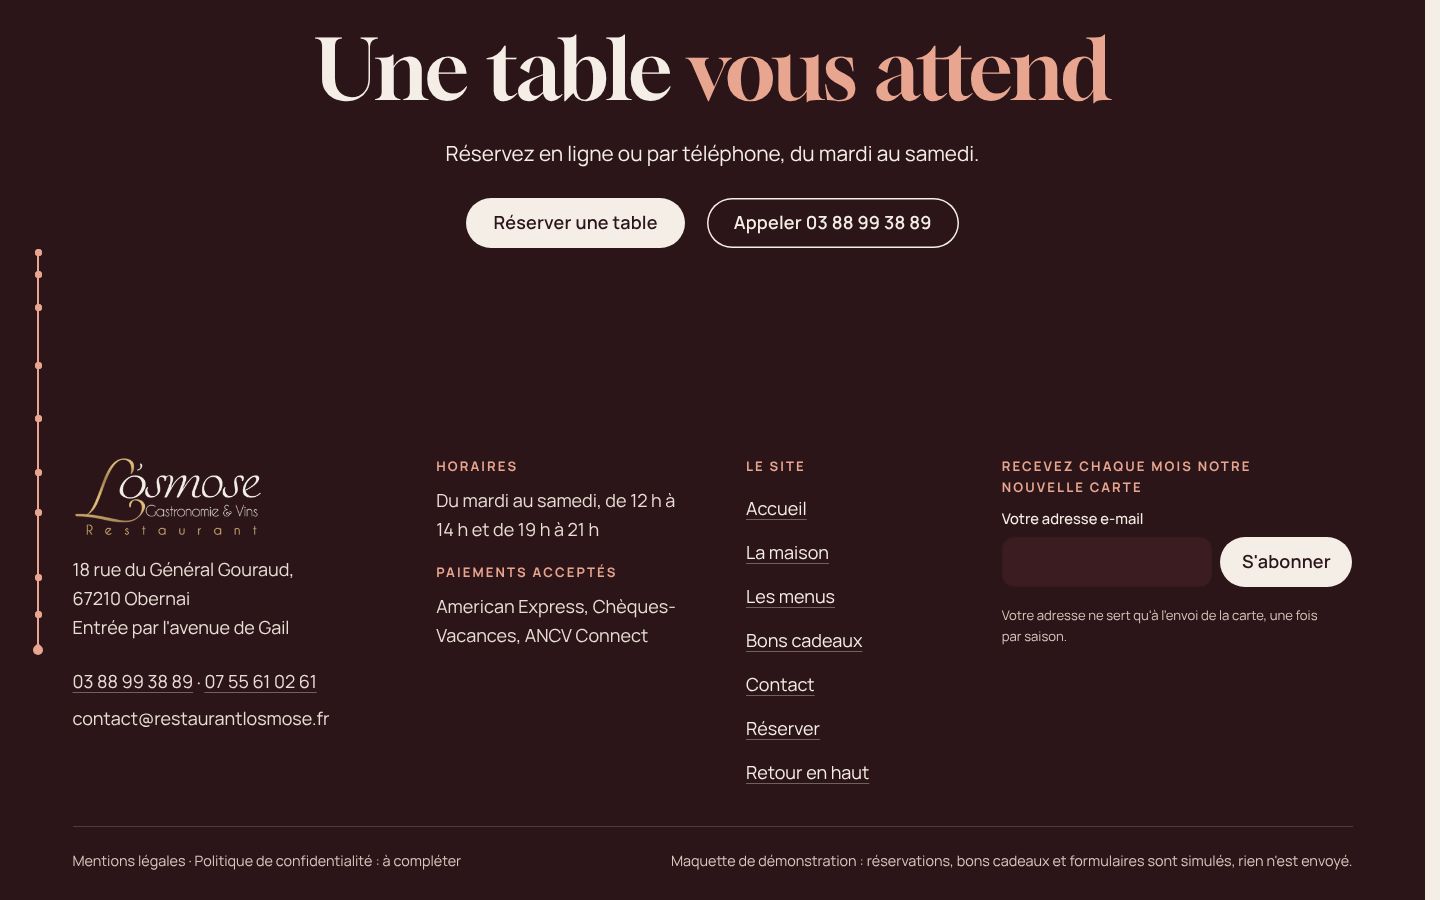 Une table vous attend
Réservez en ligne ou par téléphone, du mardi au samedi.
Réserver une table
Appeler 03 88 99 38 89
L'osmose
Gastronomie & Vins
Restaurant
18 rue du Général Gouraud,
67210 Obernai
Entrée par l'avenue de Gail
03 88 99 38 89 · 07 55 61 02 61
contact@restaurantlosmose.fr
HORAIRES
Du mardi au samedi, de 12 h à
14 h et de 19 h à 21 h
PAIEMENTS ACCEPTÉS
American Express, Chèques-
Vacances, ANCV Connect
LE SITE
Accueil
La maison
Les menus
Bons cadeaux
Contact
Réserver
Retour en haut
RECEVEZ CHAQUE MOIS NOTRE
NOUVELLE CARTE
Votre adresse e-mail
S'abonner
Votre adresse ne sert qu'à l'envoi de la carte, une fois
par saison.
Mentions légales · Politique de confidentialité : à compléter
Maquette de démonstration : réservations, bons cadeaux et formulaires sont simulés, rien n'est envoyé.